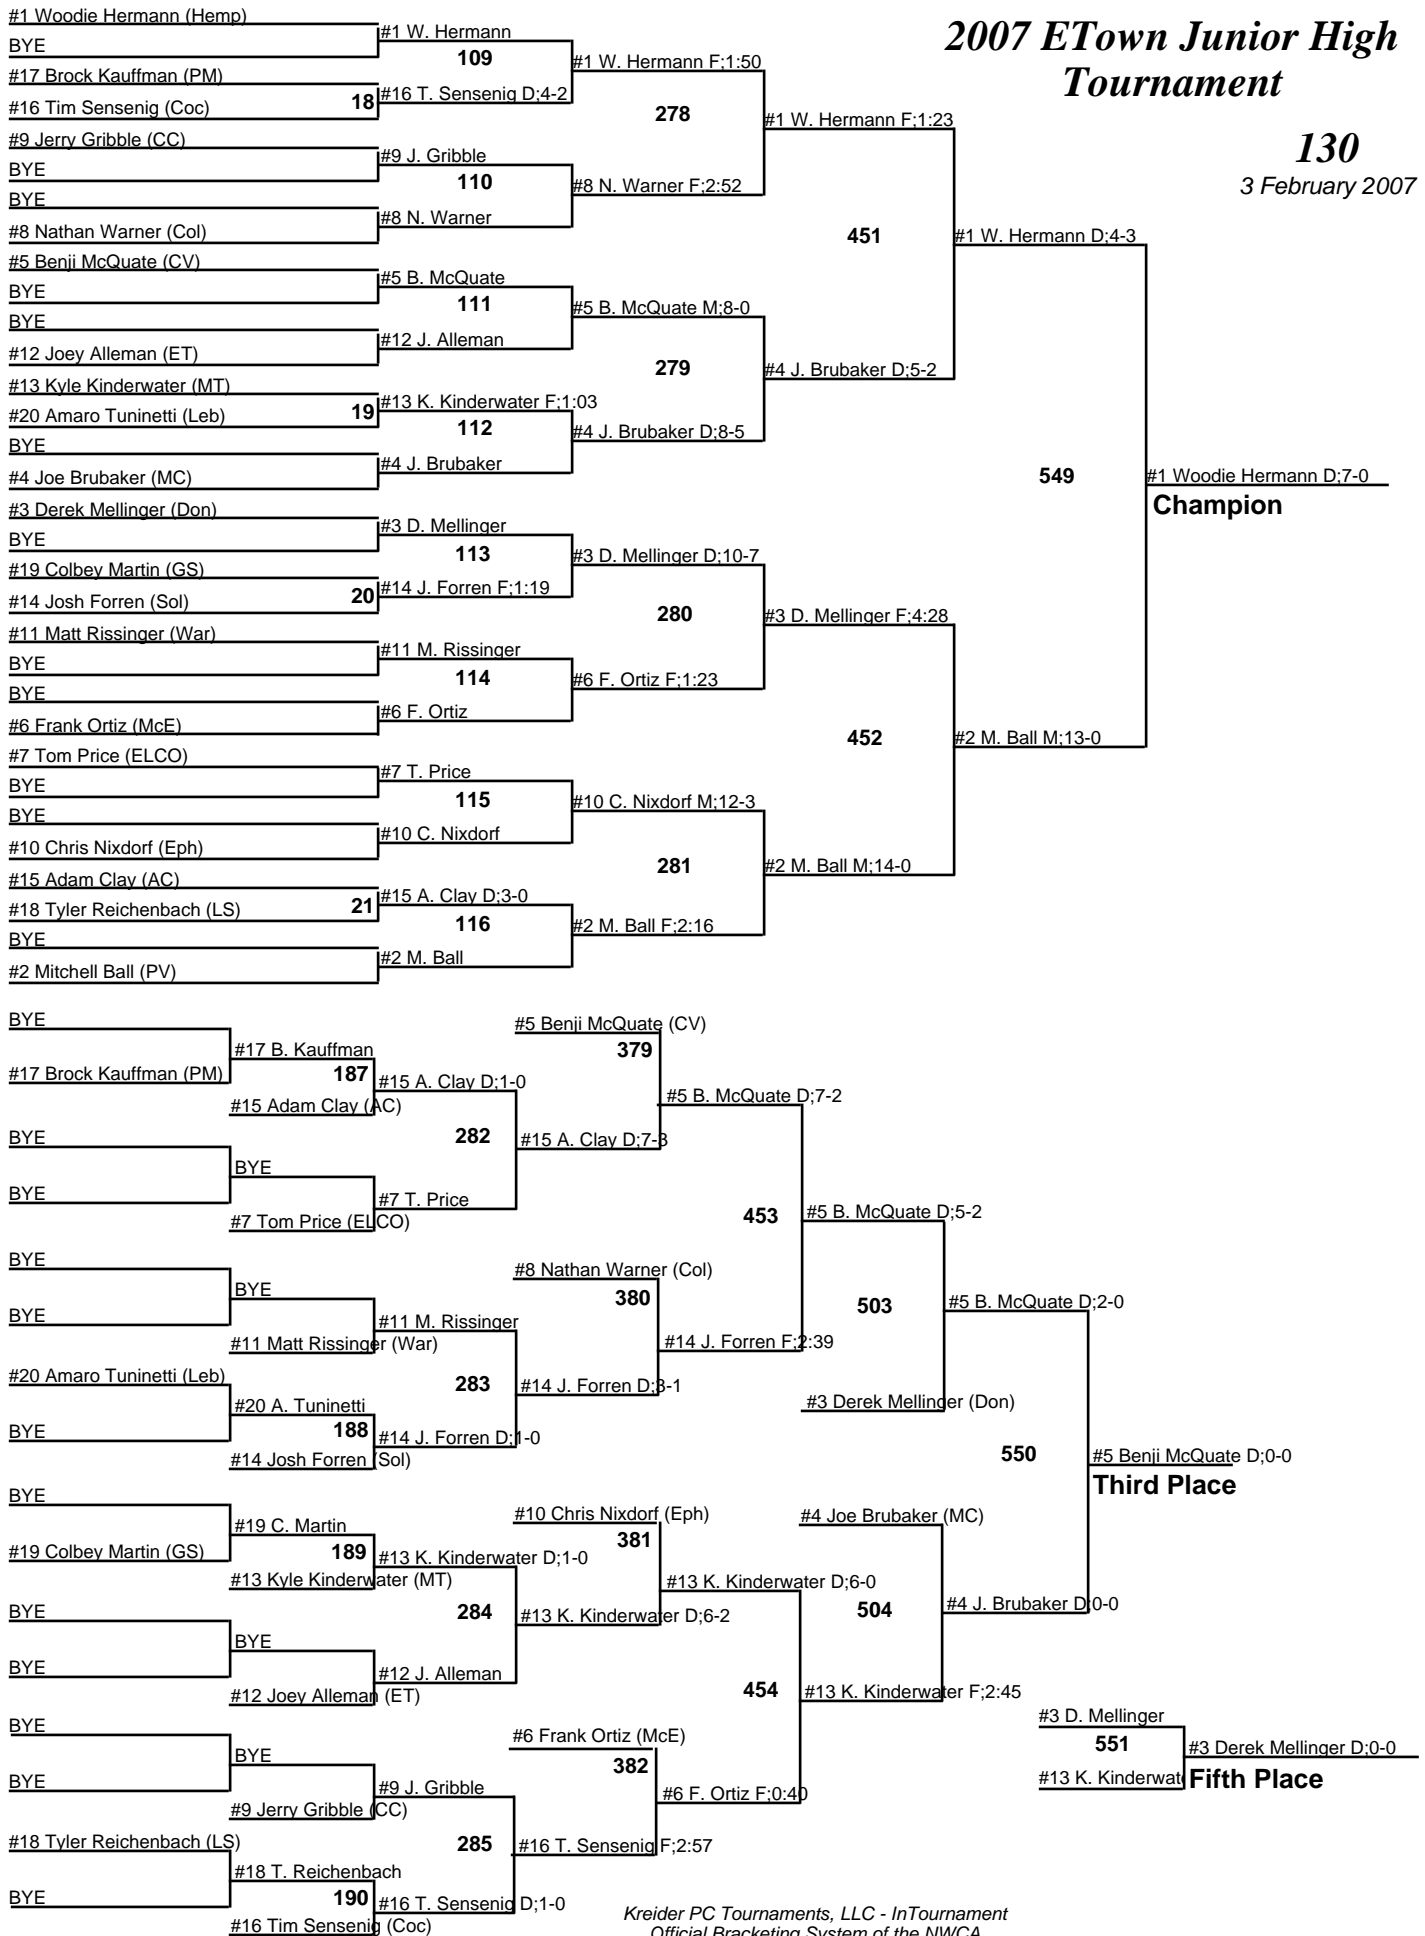 2007 ETown Junior High
Tournament
130
3 February 2007
#1 Woodie Hermann (Hemp)
BYE
#17 Brock Kauffman (PM)
#16 Tim Sensenig (Coc)
#9 Jerry Gribble (CC)
BYE
BYE
#8 Nathan Warner (Col)
#5 Benji McQuate (CV)
BYE
BYE
#12 Joey Alleman (ET)
#13 Kyle Kinderwater (MT)
#20 Amaro Tuninetti (Leb)
BYE
#4 Joe Brubaker (MC)
#3 Derek Mellinger (Don)
BYE
#19 Colbey Martin (GS)
#14 Josh Forren (Sol)
#11 Matt Rissinger (War)
BYE
BYE
#6 Frank Ortiz (McE)
#7 Tom Price (ELCO)
BYE
BYE
#10 Chris Nixdorf (Eph)
#15 Adam Clay (AC)
#18 Tyler Reichenbach (LS)
BYE
#2 Mitchell Ball (PV)
18
19
20
21
#1 W. Hermann
109
#16 T. Sensenig D;4-2
#9 J. Gribble
110
#8 N. Warner
#5 B. McQuate
111
#12 J. Alleman
#13 K. Kinderwater F;1:03
112
#4 J. Brubaker
#3 D. Mellinger
113
#14 J. Forren F;1:19
#11 M. Rissinger
114
#6 F. Ortiz
#7 T. Price
115
#10 C. Nixdorf
#15 A. Clay D;3-0
116
#2 M. Ball
#1 W. Hermann F;1:50
278
#8 N. Warner F;2:52
#5 B. McQuate M;8-0
279
#4 J. Brubaker D;8-5
#3 D. Mellinger D;10-7
280
#6 F. Ortiz F;1:23
#10 C. Nixdorf M;12-3
281
#2 M. Ball F;2:16
#1 W. Hermann F;1:23
451
#4 J. Brubaker D;5-2
#3 D. Mellinger F;4:28
452
#2 M. Ball M;14-0
#1 W. Hermann D;4-3
549
#2 M. Ball M;13-0
#1 Woodie Hermann D;7-0
Champion
BYE
#17 Brock Kauffman (PM)
BYE
BYE
BYE
BYE
#20 Amaro Tuninetti (Leb)
BYE
BYE
#19 Colbey Martin (GS)
BYE
BYE
BYE
BYE
#18 Tyler Reichenbach (LS)
BYE
#17 B. Kauffman
187
#15 Adam Clay (AC)
BYE
#7 Tom Price (ELCO)
BYE
#11 Matt Rissinger (War)
#20 A. Tuninetti
188
#14 Josh Forren (Sol)
#19 C. Martin
189
#13 Kyle Kinderwater (MT)
BYE
#12 Joey Alleman (ET)
BYE
#9 Jerry Gribble (CC)
#18 T. Reichenbach
190
#16 Tim Sensenig (Coc)
#15 A. Clay D;1-0
282
#7 T. Price
#11 M. Rissinger
283
#14 J. Forren D;1-0
#13 K. Kinderwater D;1-0
284
#12 J. Alleman
#9 J. Gribble
285
#16 T. Sensenig D;1-0
#5 Benji McQuate (CV)
379
#15 A. Clay D;7-3
#8 Nathan Warner (Col)
380
#14 J. Forren D;3-1
#10 Chris Nixdorf (Eph)
381
#13 K. Kinderwater D;6-2
#6 Frank Ortiz (McE)
382
#16 T. Sensenig F;2:57
#5 B. McQuate D;7-2
453
#14 J. Forren F;2:39
#13 K. Kinderwater D;6-0
454
#6 F. Ortiz F;0:40
#5 B. McQuate D;5-2
503
#3 Derek Mellinger (Don)
#4 Joe Brubaker (MC)
504
#13 K. Kinderwater F;2:45
#5 B. McQuate D;2-0
550
#4 J. Brubaker D;0-0
#5 Benji McQuate D;0-0
Third Place
#3 D. Mellinger
551
#13 K. Kinderwat
#3 Derek Mellinger D;0-0
Fifth Place
Kreider PC Tournaments, LLC - InTournament
Official Bracketing System of the NWCA